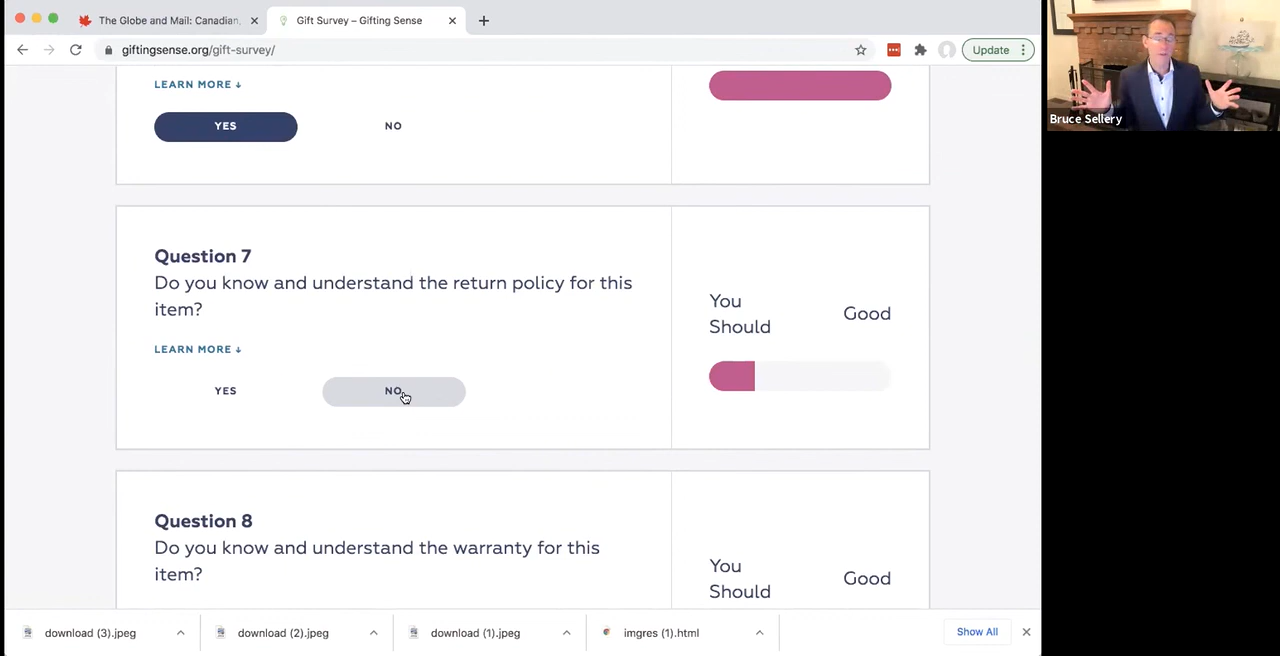 The Globe and Mail: Canadian,
Gift Survey – Gifting Sense
giftingsense.org/gift-survey/
Update
Bruce Sellery
LEARN MORE ↓
YES
NO
Question 7
Do you know and understand the return policy for this
item?
LEARN MORE ↓
YES
NO
You
Should
Good
Question 8
Do you know and understand the warranty for this
item?
You
Should
Good
download (3).jpeg
download (2).jpeg
download (1).jpeg
imgres (1).html
Show All